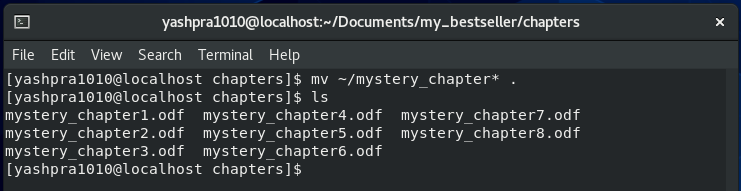 yashpra1010@localhost:~/Documents/my_bestseller/chapters
File Edit View Search Terminal Help
[yashpra1010@localhost chapters]$ mv ~/mystery_chapter* .
[yashpra1010@localhost chapters]$ ls
mystery_chapter1.odf  mystery_chapter4.odf  mystery_chapter7.odf
mystery_chapter2.odf  mystery_chapter5.odf  mystery_chapter8.odf
mystery_chapter3.odf  mystery_chapter6.odf
[yashpra1010@localhost chapters]$